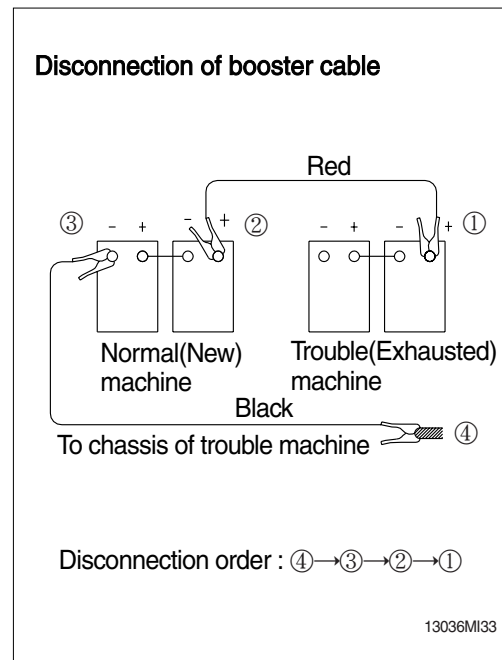 Disconnection of booster cable
Red
③ - + - + ② - + - + ①
Normal(New)
machine
Trouble(Exhausted)
machine
Black
To chassis of trouble machine ④
Disconnection order : ④→③→②→①
13036MI33